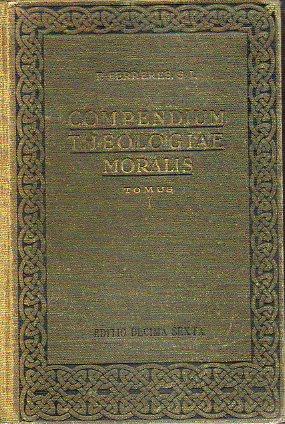 P. FERRERES, S. I.
COMPENDIUM
THEOLOGIAE
MORALIS
TOMUS
I
EDITIO DECIMA SEXTA